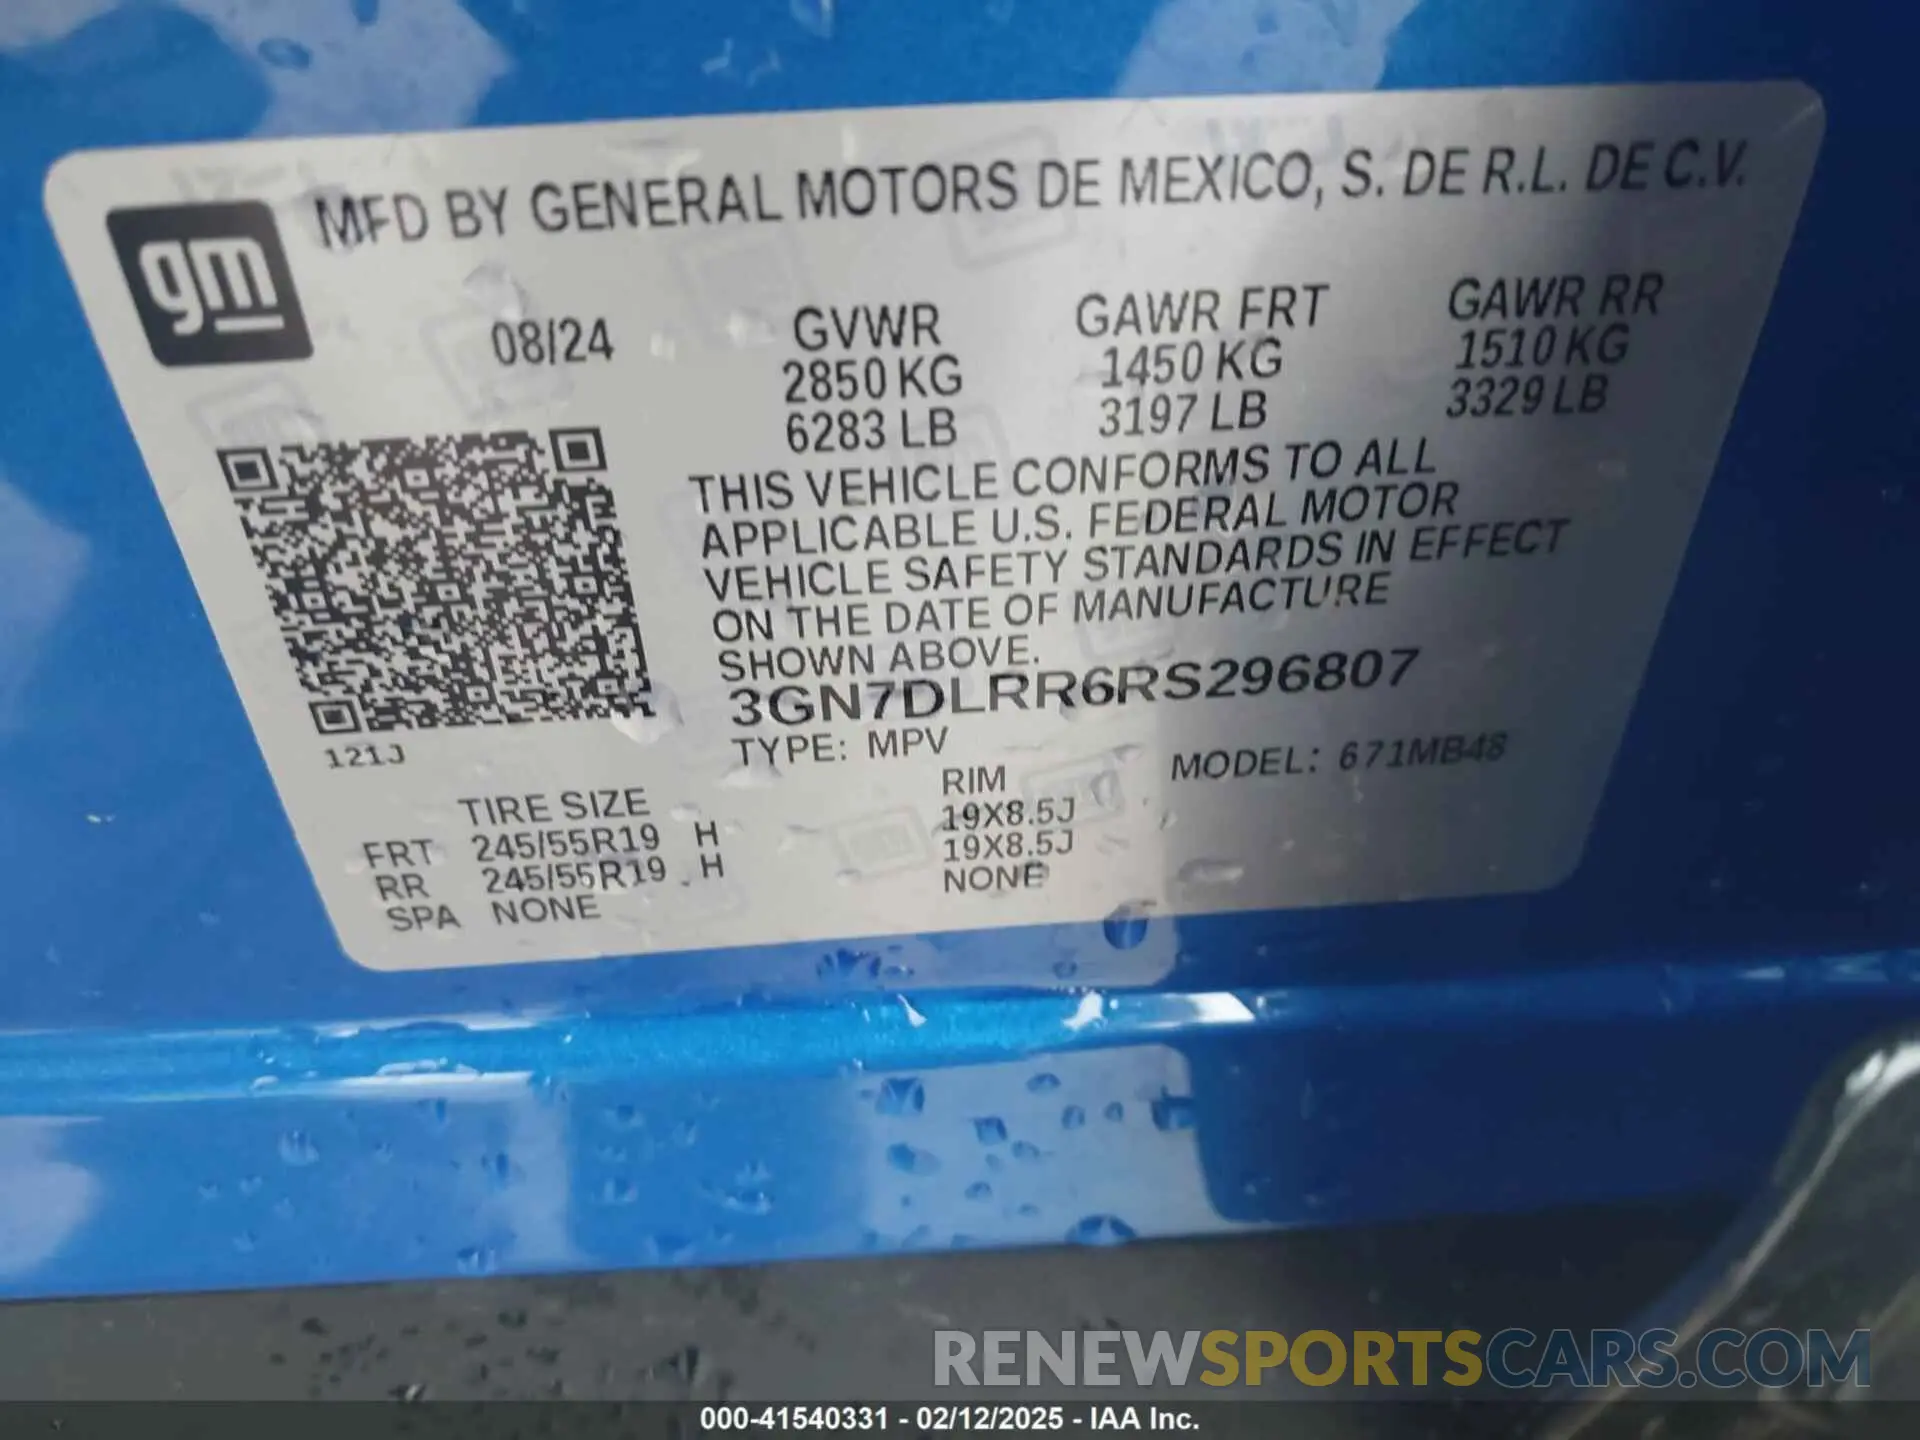 MFD BY GENERAL MOTORS DE MEXICO, S. DE R.L. DE C.V.
gm
08/24
GVWR GAWR FRT GAWR RR
2850 KG 1450 KG 1510 KG
6283 LB 3197 LB 3329 LB
THIS VEHICLE CONFORMS TO ALL
APPLICABLE U.S. FEDERAL MOTOR
VEHICLE SAFETY STANDARDS IN EFFECT
ON THE DATE OF MANUFACTURE
SHOWN ABOVE.
3GN7DLRR6RS296807
121J
TYPE: MPV MODEL: 671MB48
TIRE SIZE RIM
FRT 245/55R19 H 19X8.5J
RR 245/55R19 H 19X8.5J
SPA NONE NONE
RENEWSPORTSCARS.COM
000-41540331 - 02/12/2025 - IAA Inc.